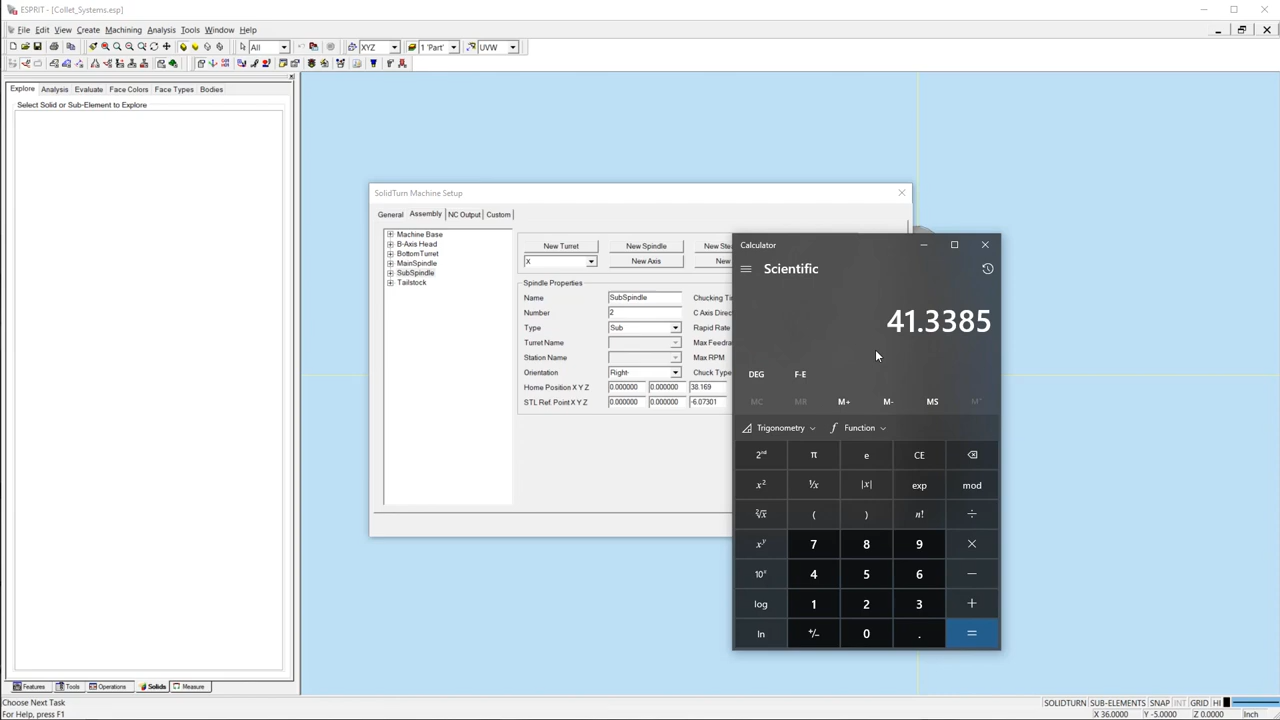 ESPRIT - [Collet_Systems.esp]
File Edit View Create Machining Analysis Tools Window Help
All
XYZ
1 'Part'
UVW
Explore Analysis Evaluate Face Colors Face Types Bodies
Select Solid or Sub-Element to Explore
SolidTurn Machine Setup
General Assembly NC Output Custom
Machine Base
B-Axis Head
BottomTurret
MainSpindle
SubSpindle
Tailstock
New Turret New Spindle New Ste
X New Axis New
Spindle Properties
Name SubSpindle Chucking Ti
Number 2 C Axis Direc
Type Sub Rapid Rate
Turret Name Max Feedra
Station Name Max RPM
Orientation Right- Chuck Type
Home Position X Y Z 0.000000 0.000000 38.169
STL Ref. Point X Y Z 0.000000 0.000000 -6.07301
Calculator
Scientific
41.3385
DEG F-E
MC MR M+ M- MS M˅
Trigonometry Function
2ⁿᵈ π e CE
x² ¹/x |x| exp mod
²√x ( ) n! ÷
xʸ 7 8 9 ×
10ˣ 4 5 6 −
log 1 2 3 +
ln +/− 0 . =
Features Tools Operations Solids Measure
Choose Next Task
SOLIDTURN SUB-ELEMENTS SNAP INT GRID HI
For Help, press F1
X 36.0000 Y -5.0000 Z 0.0000 Inch